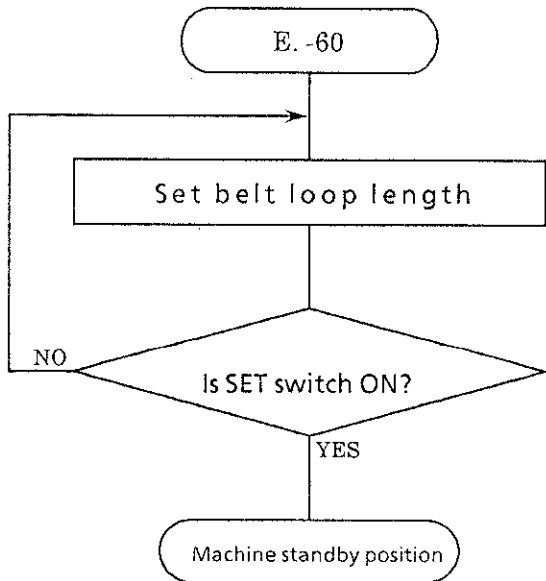 E. -60
Set belt loop length
NO
Is SET switch ON?
YES
Machine standby position